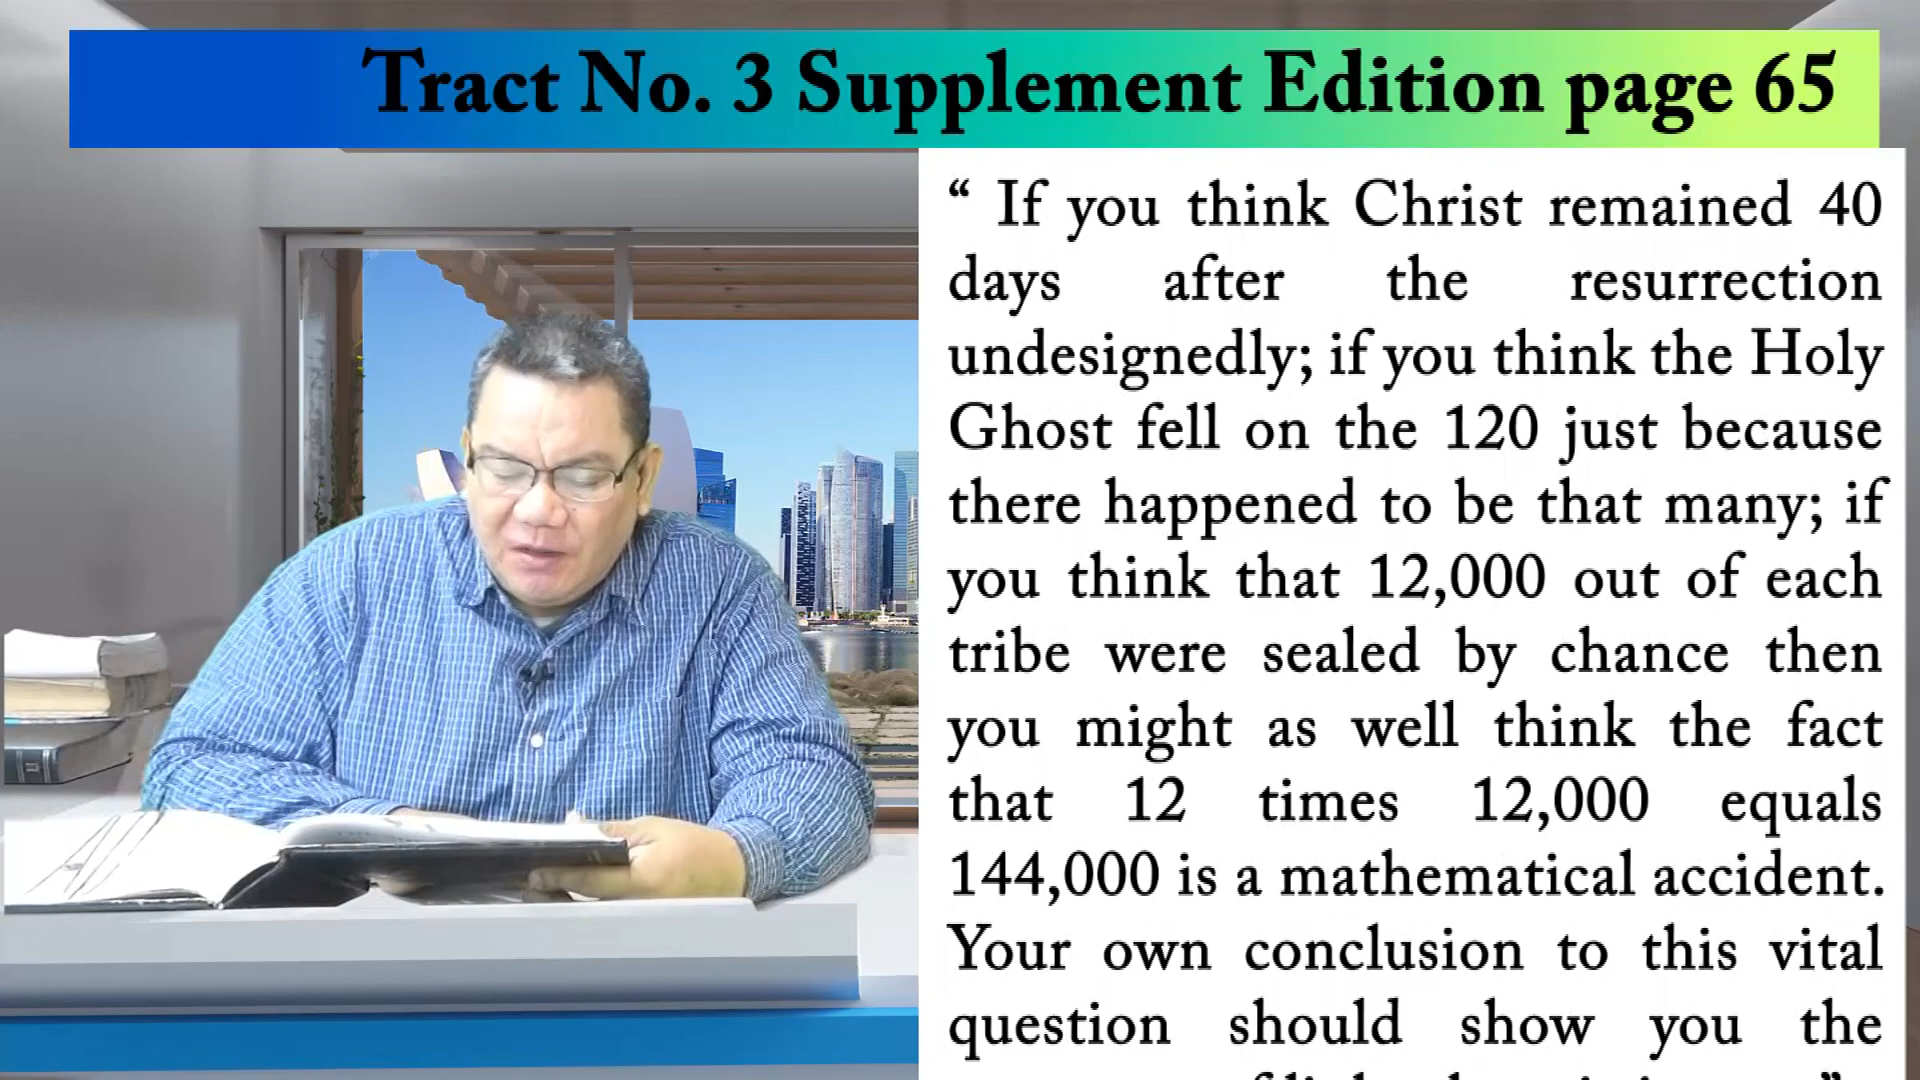 Tract No. 3 Supplement Edition page 65
“ If you think Christ remained 40
days after the resurrection
undesignedly; if you think the Holy
Ghost fell on the 120 just because
there happened to be that many; if
you think that 12,000 out of each
tribe were sealed by chance then
you might as well think the fact
that 12 times 12,000 equals
144,000 is a mathematical accident.
Your own conclusion to this vital
question should show you the